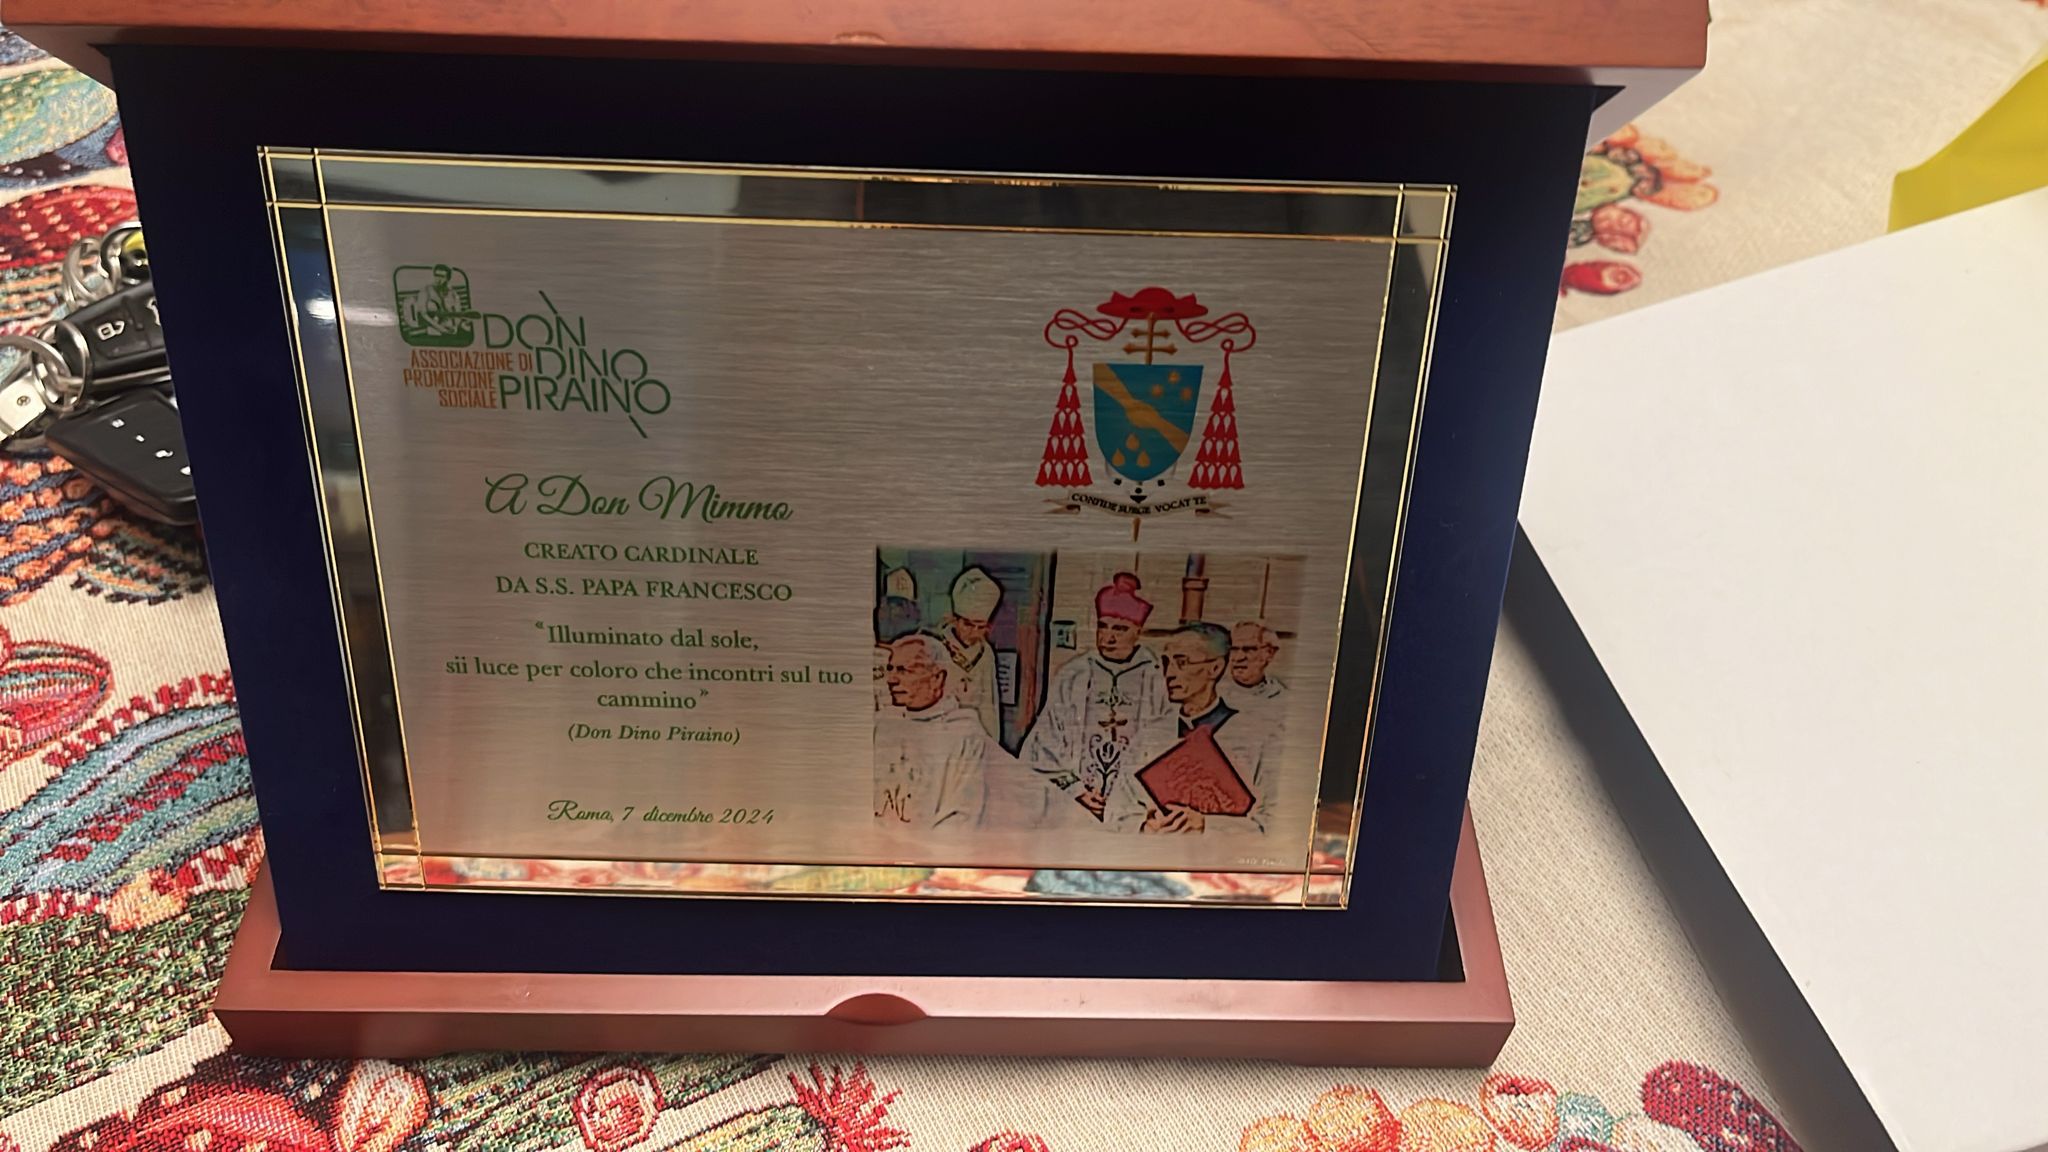 DON
DINO
PIRAINO
ASSOCIAZIONE DI
PROMOZIONE
SOCIALE
CONFIDE SURGE VOCAT TE
A Don Mimmo
CREATO CARDINALE
DA S.S. PAPA FRANCESCO
“Illuminato dal sole,
sii luce per coloro che incontri sul tuo
cammino”
(Don Dino Piraino)
Roma, 7 dicembre 2024